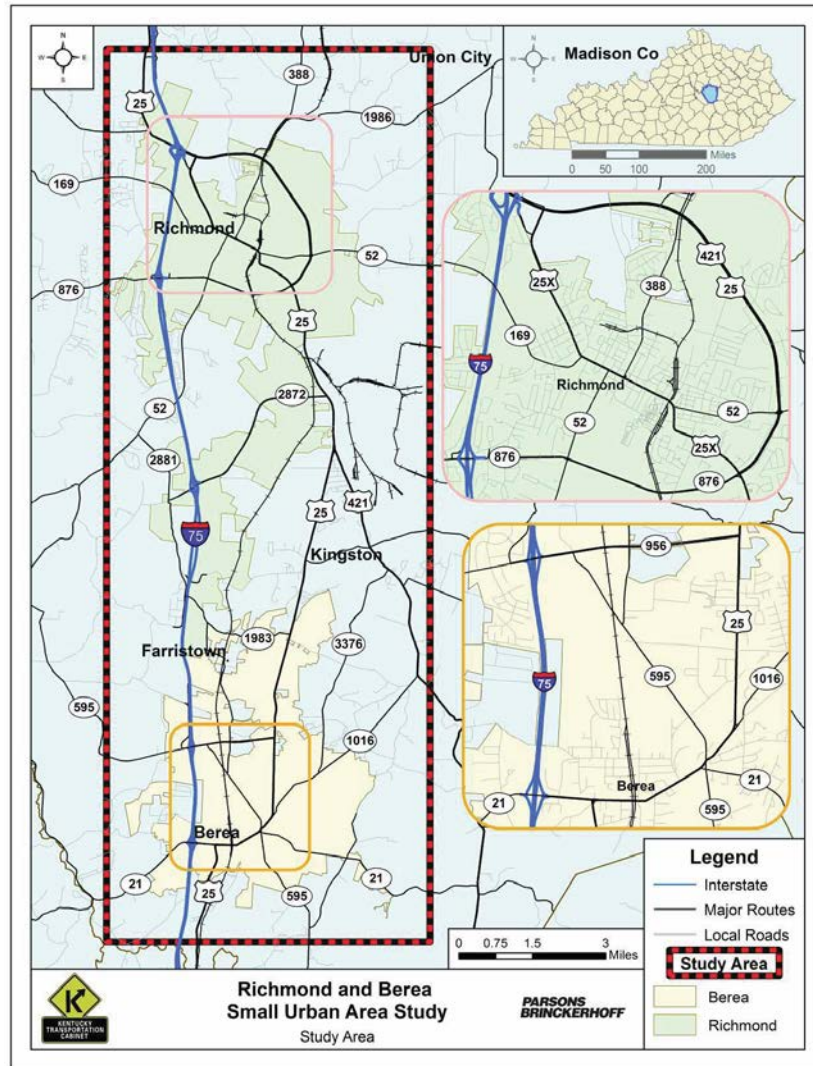 N
W E
S
Union City
388
25
1986
169
Richmond
52
876
25
2872
52
2881
25
421
75
Kingston
1983
3376
Farristown
595
1016
Berea
21
25
595
21
0 0.75 1.5 3
Miles
N
W E
S
Madison Co
0 50 100 200
Miles
421
25X
388
25
169
75
Richmond
52
52
25X
876
876
956
25
75
595
1016
Berea
21
21
595
Legend
Interstate
Major Routes
Local Roads
Study Area
Berea
Richmond
KENTUCKY
TRANSPORTATION
CABINET
Richmond and Berea
Small Urban Area Study
Study Area
PARSONS
BRINCKERHOFF